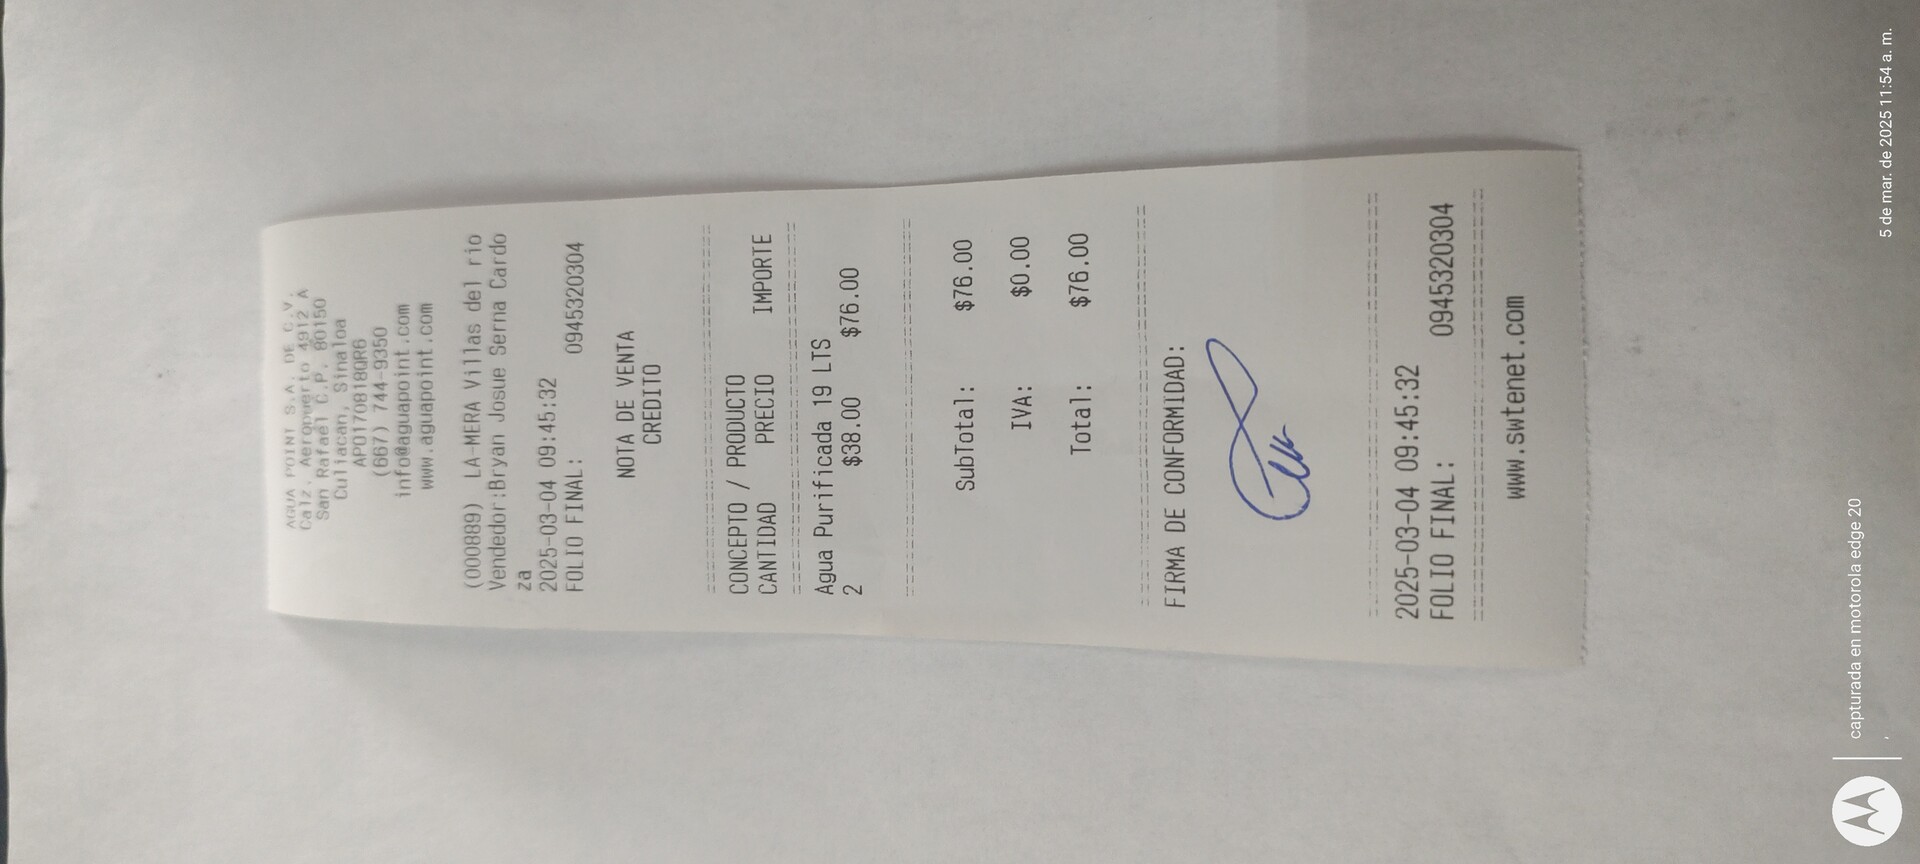 AGUA POINT S.A. DE C.V.
Calz. Aeropuerto 4912 A
San Rafael C.P. 80150
Culiacan, Sinaloa
APO170818QR6
(667) 744-9350
info@aguapoint.com
www.aguapoint.com
(000889) LA-MERA Villas del rio
Vendedor:Bryan Josue Serna Cardo
za
2025-03-04 09:45:32
FOLIO FINAL: 0945320304
NOTA DE VENTA
CREDITO
CONCEPTO / PRODUCTO
CANTIDAD PRECIO IMPORTE
Agua Purificada 19 LTS
2 $38.00 $76.00
SubTotal: $76.00
IVA: $0.00
Total: $76.00
FIRMA DE CONFORMIDAD:
2025-03-04 09:45:32
FOLIO FINAL: 0945320304
www.swtenet.com
capturada en motorola edge 20
5 de mar. de 2025 11:54 a. m.